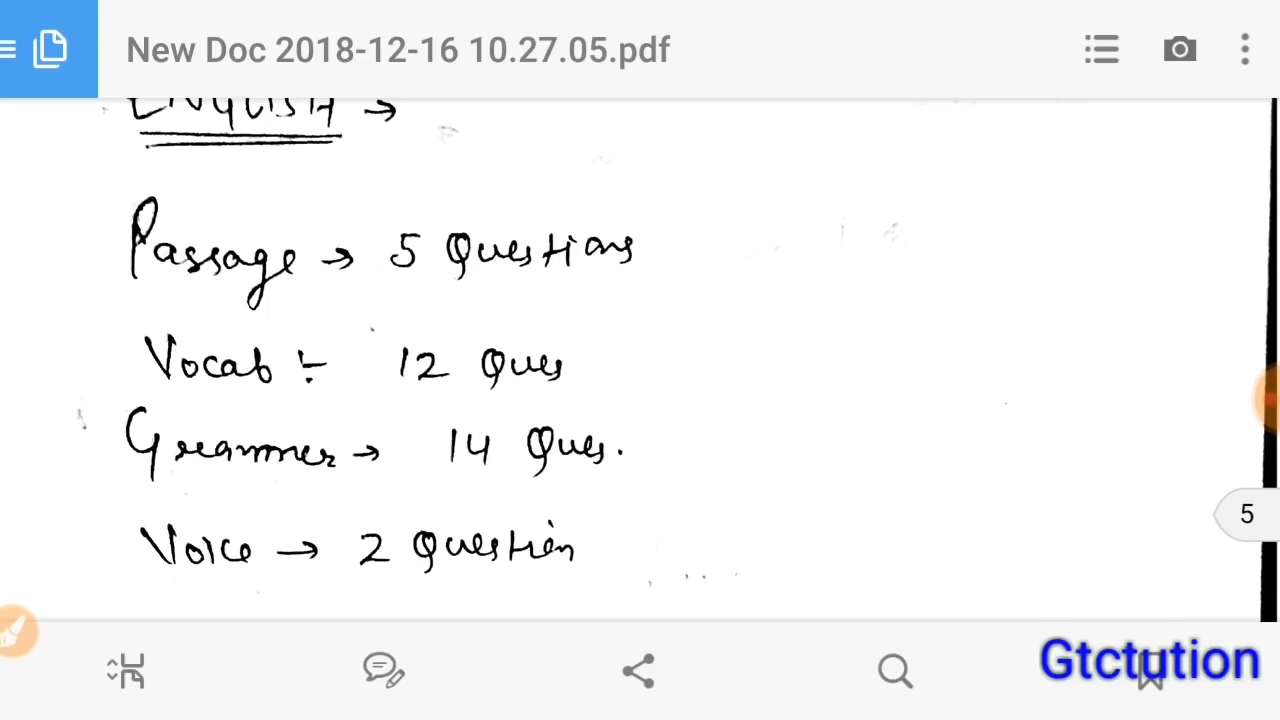 New Doc 2018-12-16 10.27.05.pdf
ENGLISH →
Passage → 5 Questions
Vocab :- 12 Ques
Grammer → 14 Ques.
Voice → 2 Question
5
Gtctution